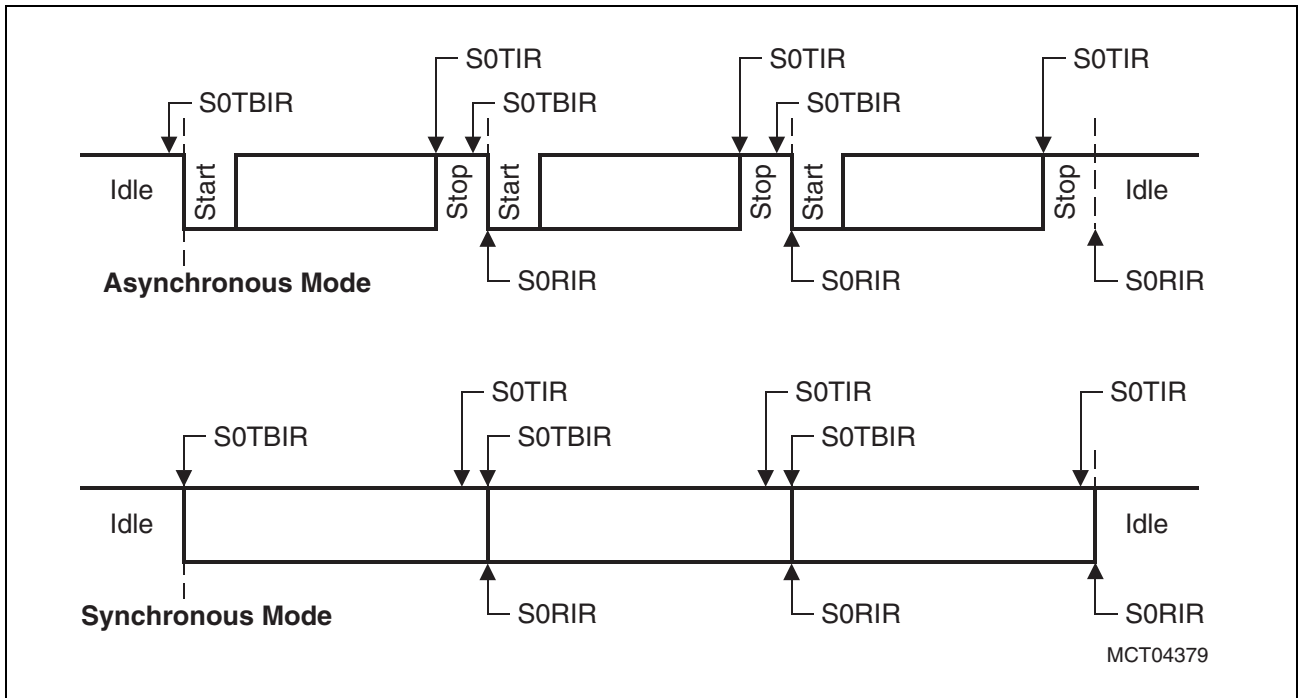 S0TIR S0TIR S0TIR
S0TBIR S0TBIR S0TBIR
Idle Start Stop Start Stop Start Stop Idle
Asynchronous Mode S0RIR S0RIR S0RIR
S0TIR S0TIR S0TIR
S0TBIR S0TBIR S0TBIR
Idle Idle
Synchronous Mode S0RIR S0RIR S0RIR
MCT04379